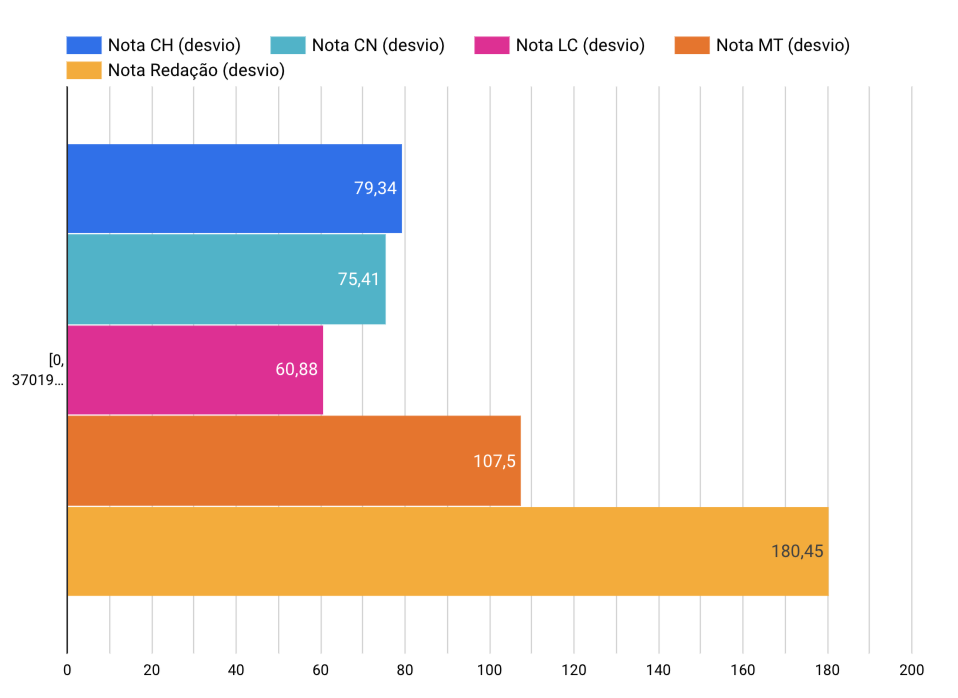 Nota CH (desvio) Nota CN (desvio) Nota LC (desvio) Nota MT (desvio)
Nota Redação (desvio)
79,34
75,41
[0,
37019...
60,88
107,5
180,45
0 20 40 60 80 100 120 140 160 180 200